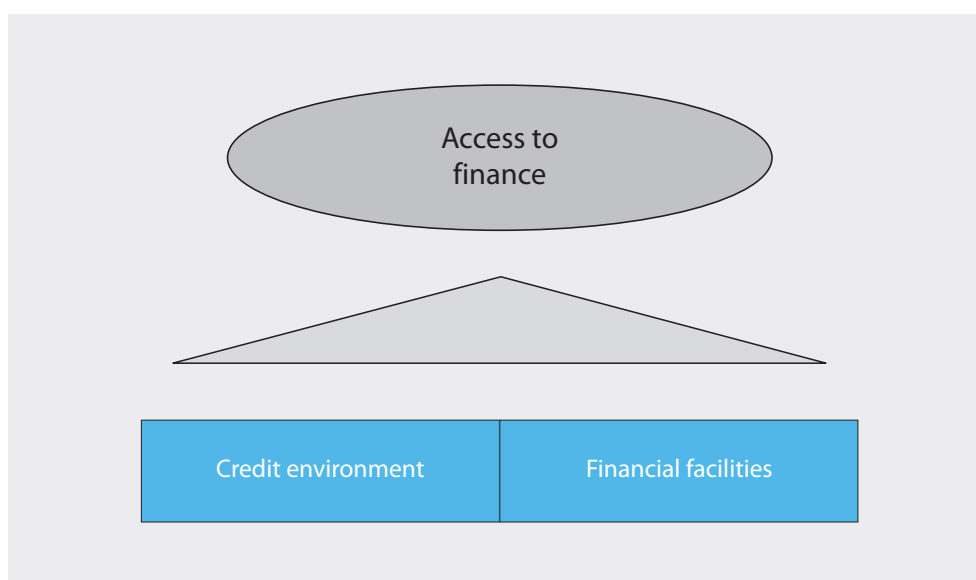 Access to
finance
Credit environment
Financial facilities